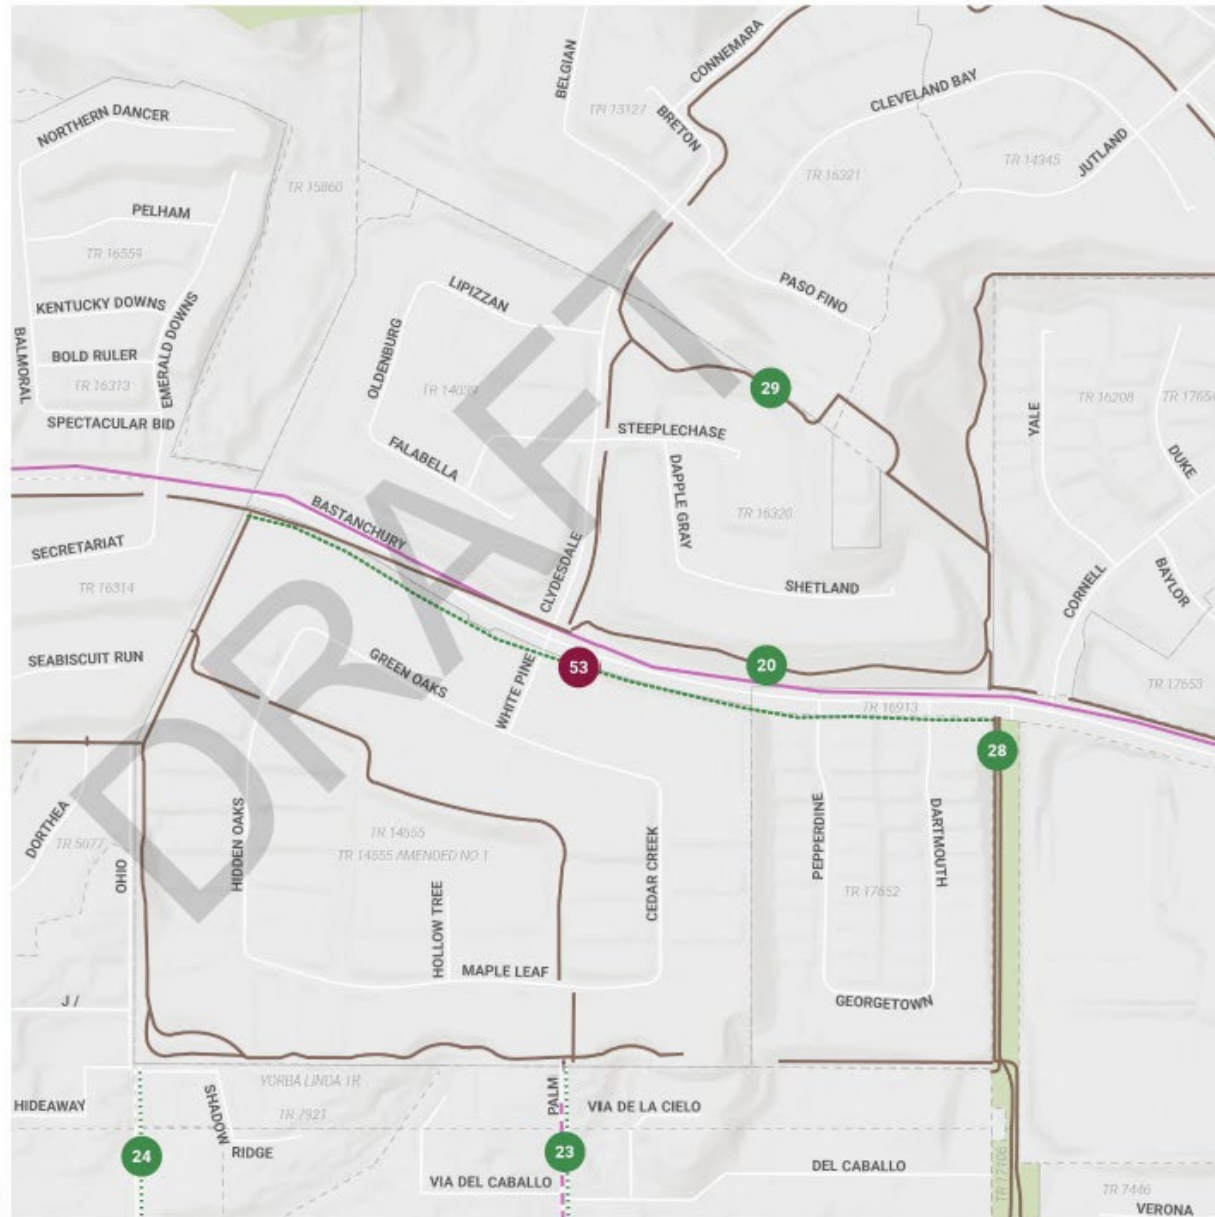 BELGIAN
CONNEMARA
CLEVELAND BAY
NORTHERN DANCER
TR 13127
BRETON
JUTLAND
TR 14345
TR 15860
TR 16321
PELHAM
TR 16559
PASO FINO
LIPIZZAN
KENTUCKY DOWNS
EMERALD DOWNS
BALMORAL
BOLD RULER
OLDENBURG
TR 16313
TR 14039
29
YALE
TR 16208
SPECTACULAR BID
STEEPLECHASE
FALABELLA
DAPPLE GRAY
DUKE
BASTANCHURY
TR 16320
SECRETARIAT
CLYDESDALE
TR 16314
SHETLAND
CORNELL
BAYLOR
DRAFT
SEABISCUIT RUN
GREEN OAKS
WHITE PINE
53
20
TR 17653
TR 16913
28
DORTHEA
TR 5077
OHIO
HIDDEN OAKS
TR 14555 AMENDED NO 1
CEDAR CREEK
PEPPERDINE
DARTMOUTH
TR 17652
HOLLOW TREE
MAPLE LEAF
GEORGETOWN
J /
YORBA LINDA TR
HIDEAWAY
SHADOW
RIDGE
TR 7921
PALM
VIA DE LA CIELO
24
23
VIA DEL CABALLO
DEL CABALLO
TR 17106
TR 7446
VERONA